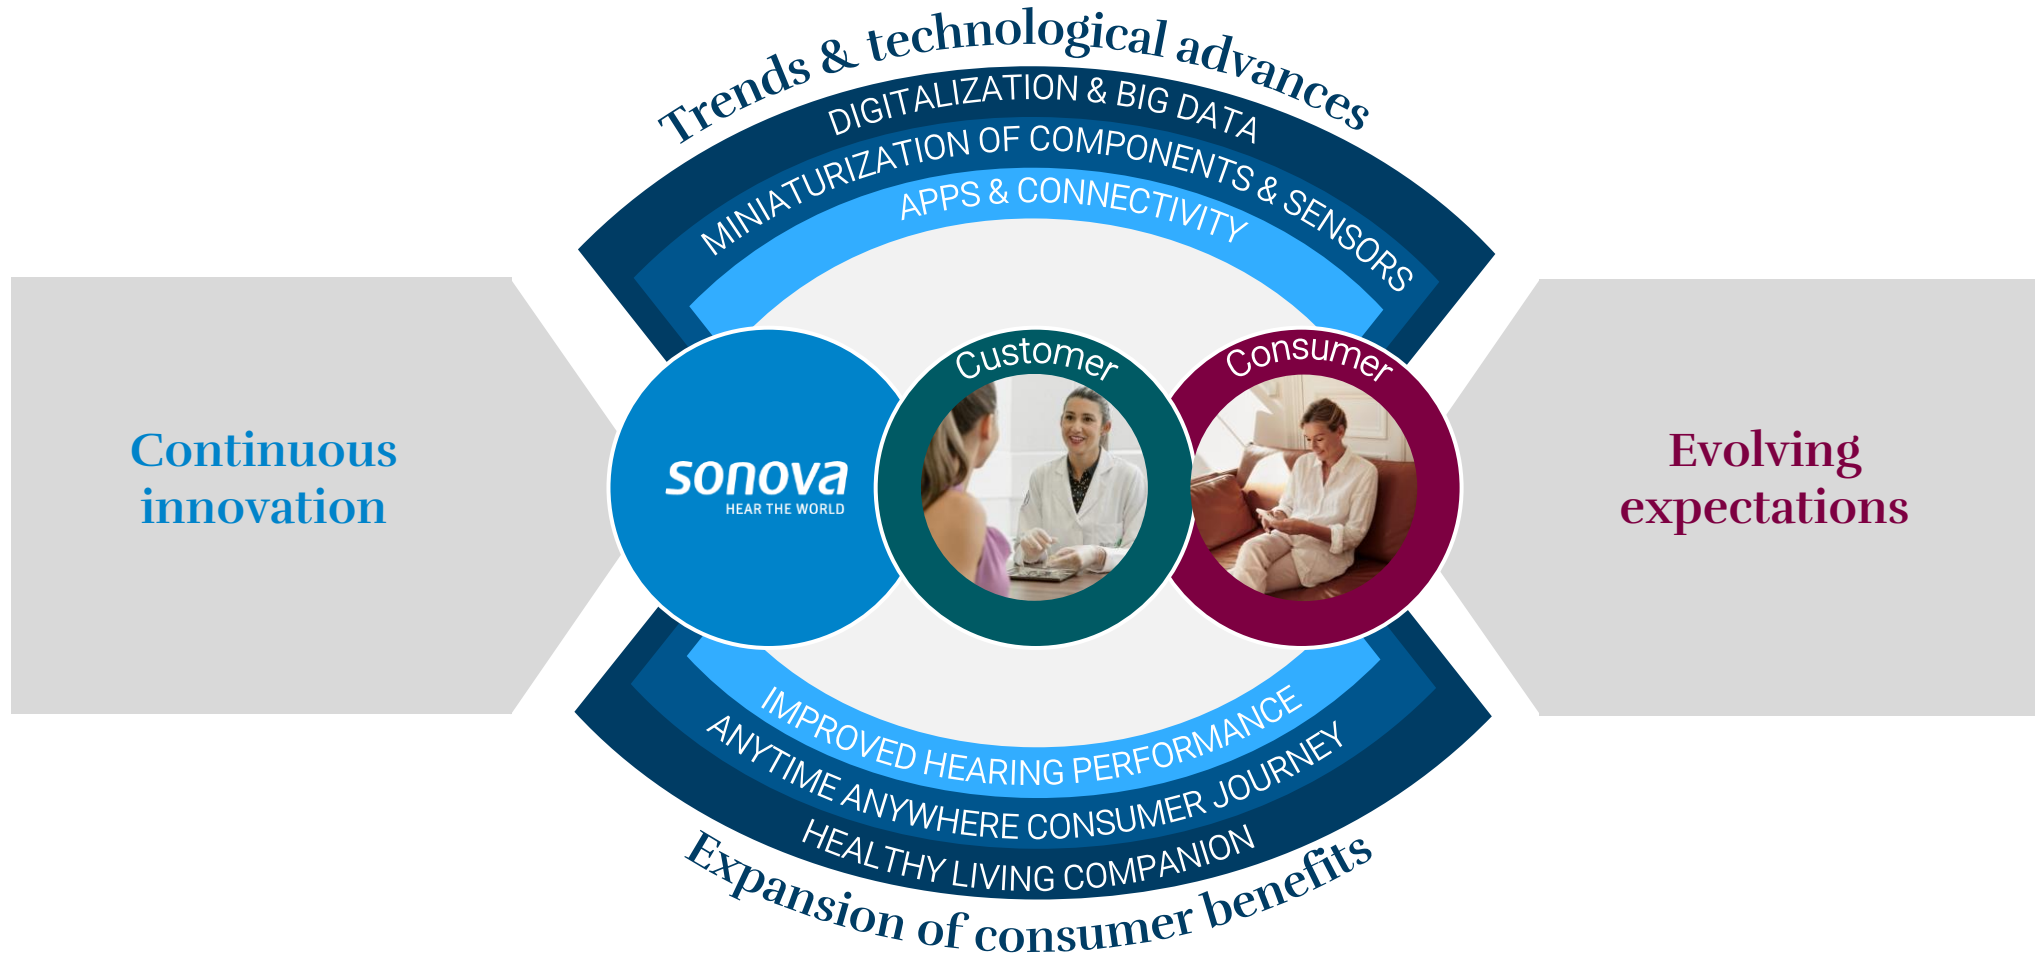 Trends & technological advances
DIGITALIZATION & BIG DATA
MINIATURIZATION OF COMPONENTS & SENSORS
APPS & CONNECTIVITY
Continuous
innovation
sonova
HEAR THE WORLD
Customer
Consumer
Evolving
expectations
IMPROVED HEARING PERFORMANCE
ANYTIME ANYWHERE CONSUMER JOURNEY
HEALTHY LIVING COMPANION
Expansion of consumer benefits